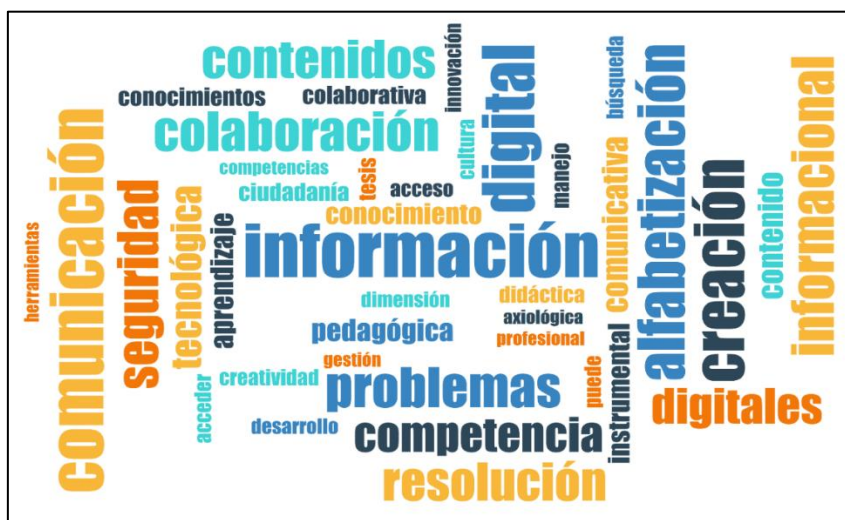 contenidos
conocimientos
colaborativa
innovación
digital
búsqueda
alfabetización
informacional
colaboración
cultura
comunicación
competencias
tesis
manejo
seguridad
ciudadanía
acceso
tecnológica
conocimiento
comunicativa
creación
contenido
herramientas
aprendizaje
información
dimensión
didáctica
axiológica
pedagógica
profesional
gestión
acceder
creatividad
problemas
puede
instrumental
digitales
desarrollo
competencia
resolución